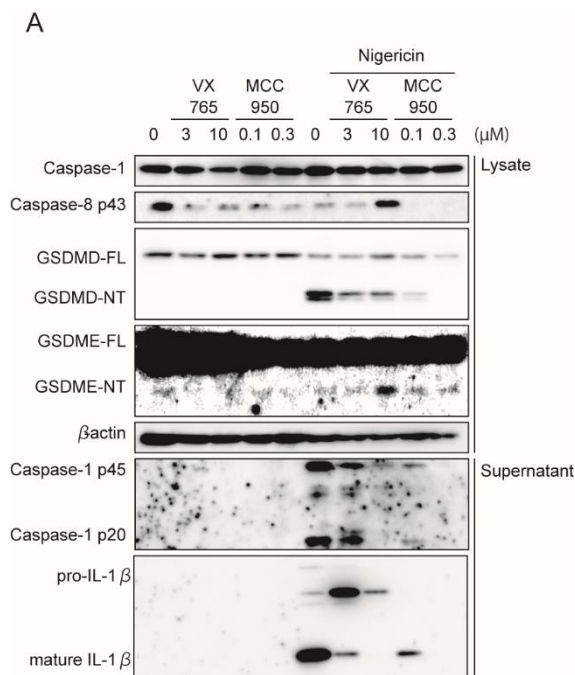 A
Nigericin
VX 765
MCC 950
VX 765
MCC 950
0 3 10 0.1 0.3 0 3 10 0.1 0.3 (μM)
Caspase-1
Lysate
Caspase-8 p43
GSDMD-FL
GSDMD-NT
GSDME-FL
GSDME-NT
βactin
Caspase-1 p45
Supernatant
Caspase-1 p20
pro-IL-1 β
mature IL-1 β